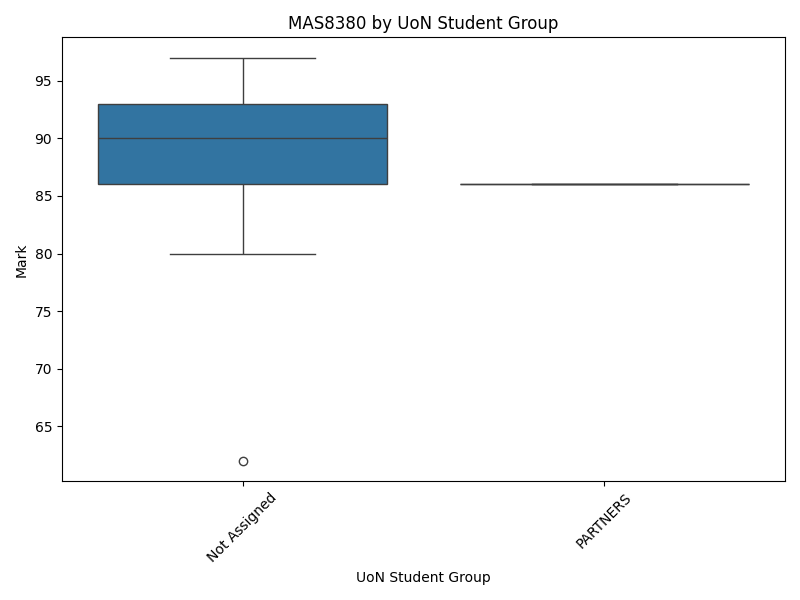 MAS8380 by UoN Student Group
Mark
95
90
85
80
75
70
65
Not Assigned
PARTNERS
UoN Student Group